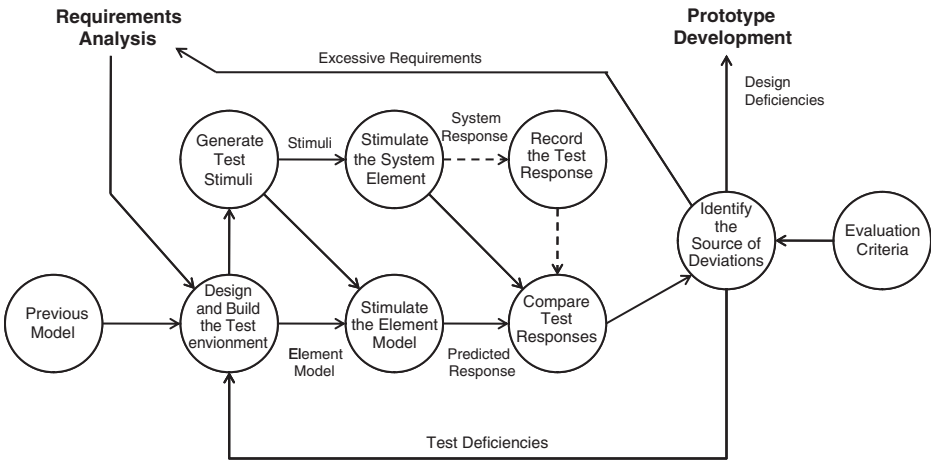 Requirements
Analysis
Prototype
Development
Excessive Requirements
Design
Deficiencies
Generate
Test
Stimuli
Stimuli
Stimulate
the System
Element
System
Response
Record
the Test
Response
Identify
the
Source of
Deviations
Evaluation
Criteria
Previous
Model
Design
and Build
the Test
envionment
Element
Model
Stimulate
the Element
Model
Predicted
Response
Compare
Test
Responses
Test Deficiencies